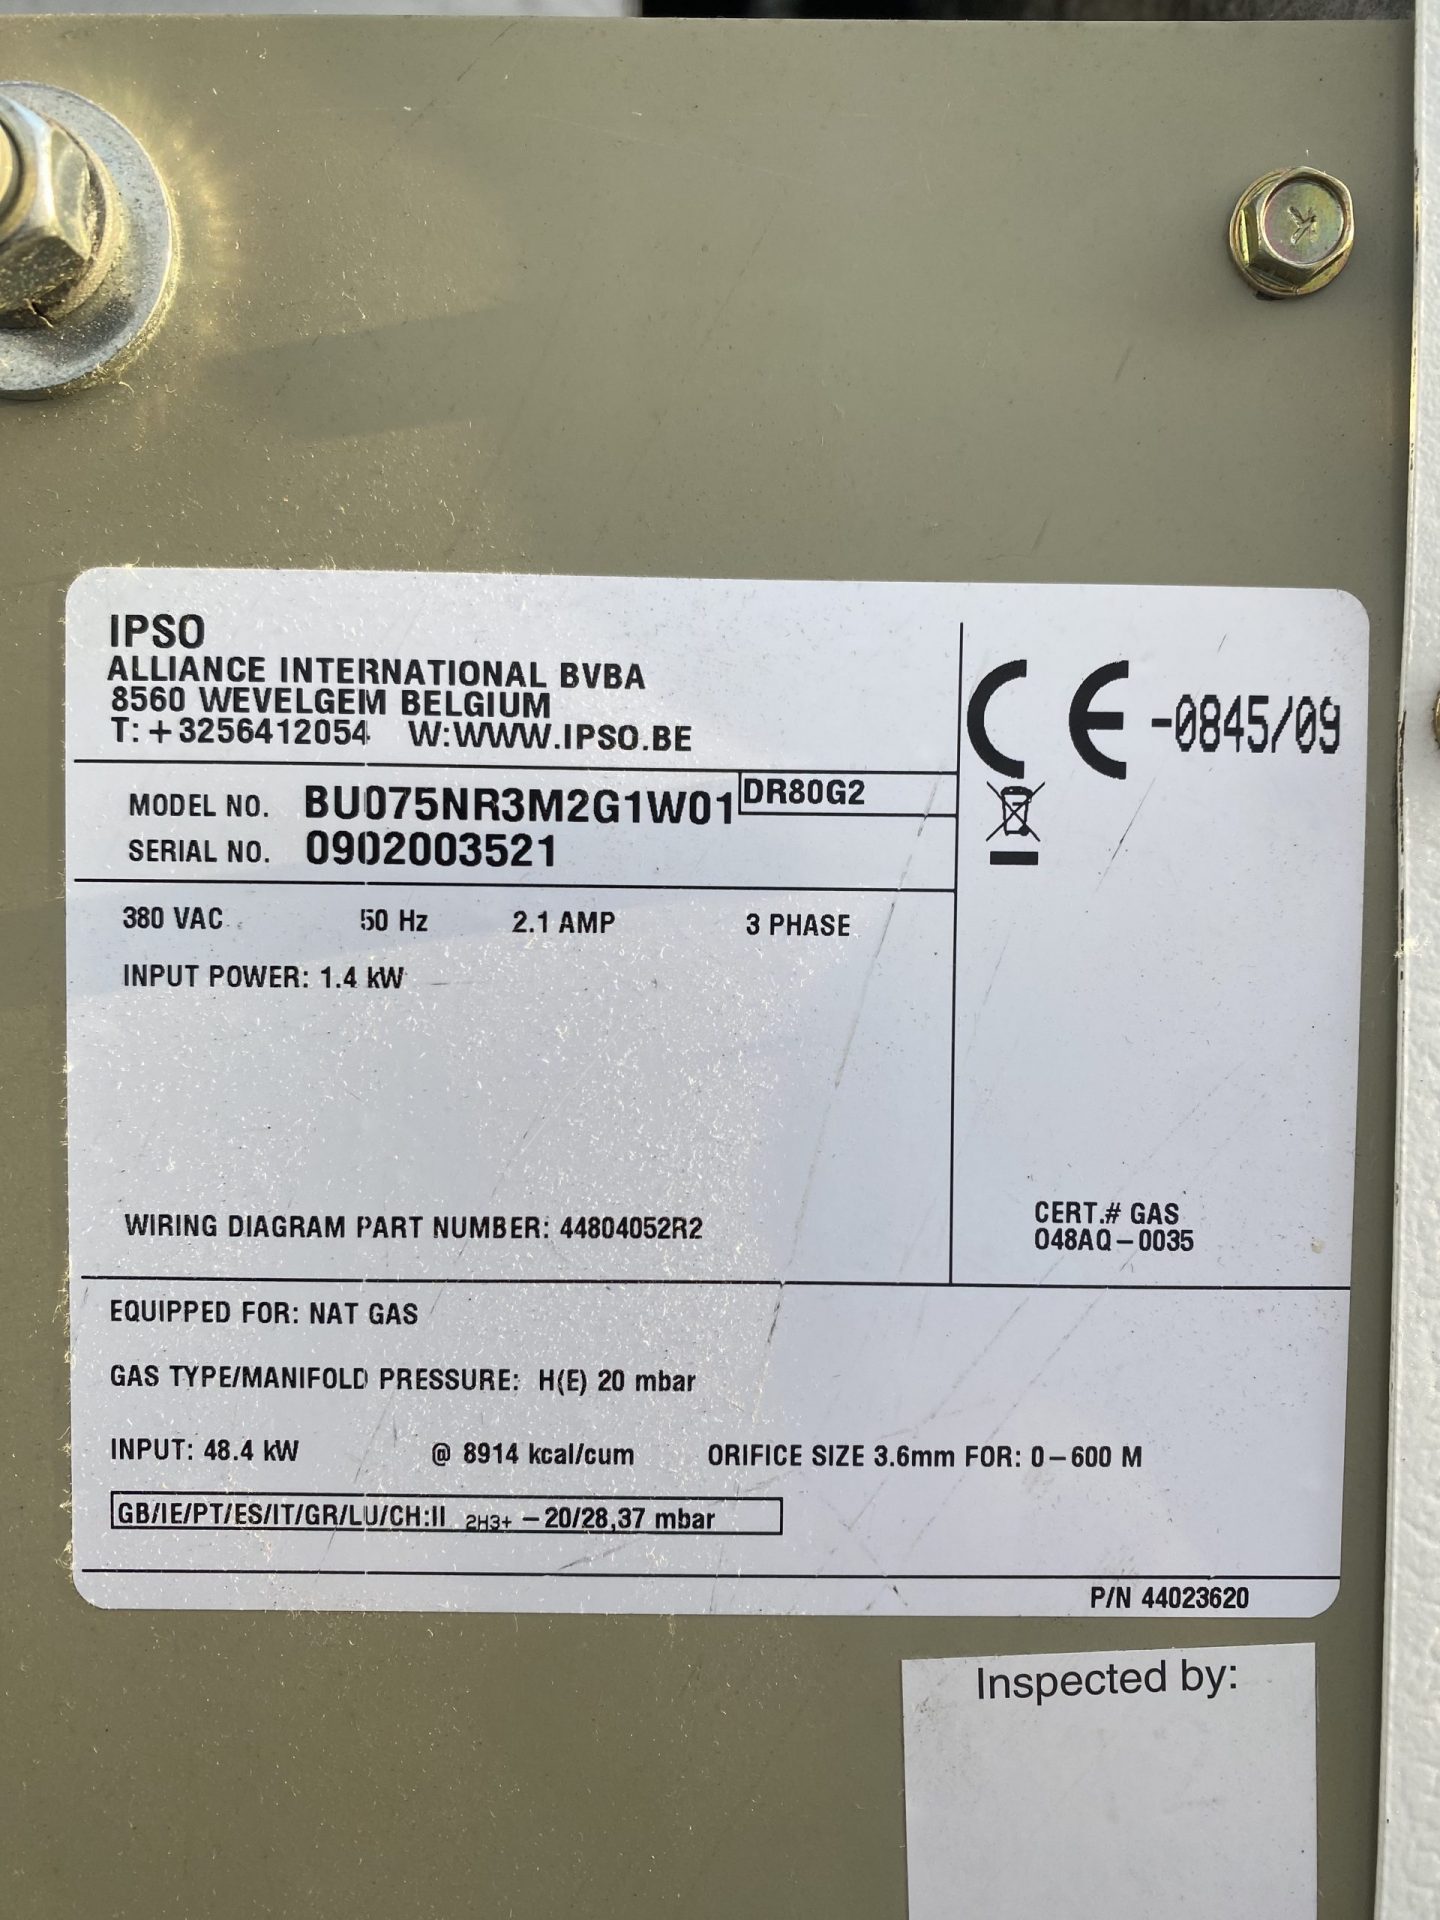 IPSO
ALLIANCE INTERNATIONAL BVBA
8560 WEVELGEM BELGIUM
T: +3256412054 W:WWW.IPSO.BE
CE -0845/09
MODEL NO. BU075NR3M2G1W01 DR80G2
SERIAL NO. 0902003521
380 VAC 50 Hz 2.1 AMP 3 PHASE
INPUT POWER: 1.4 kW
WIRING DIAGRAM PART NUMBER: 44804052R2
CERT.# GAS
048AQ-0035
EQUIPPED FOR: NAT GAS
GAS TYPE/MANIFOLD PRESSURE: H(E) 20 mbar
INPUT: 48.4 kW @ 8914 kcal/cum ORIFICE SIZE 3.6mm FOR: 0-600 M
GB/IE/PT/ES/IT/GR/LU/CH:II 2H3+ -20/28,37 mbar
P/N 44023620
Inspected by: